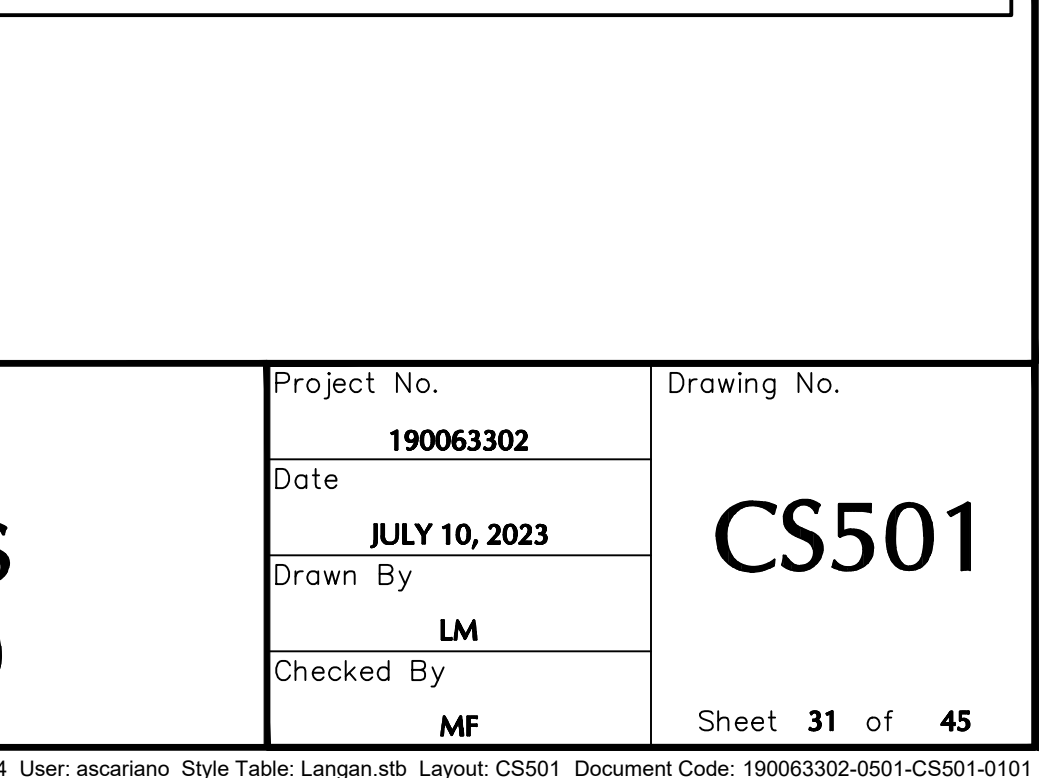 Project No.
190063302
Date
JULY 10, 2023
Drawn By
LM
Checked By
MF
Drawing No.
CS501
Sheet 31 of 45
User: ascariano Style Table: Langan.stb Layout: CS501 Document Code: 190063302-0501-CS501-0101